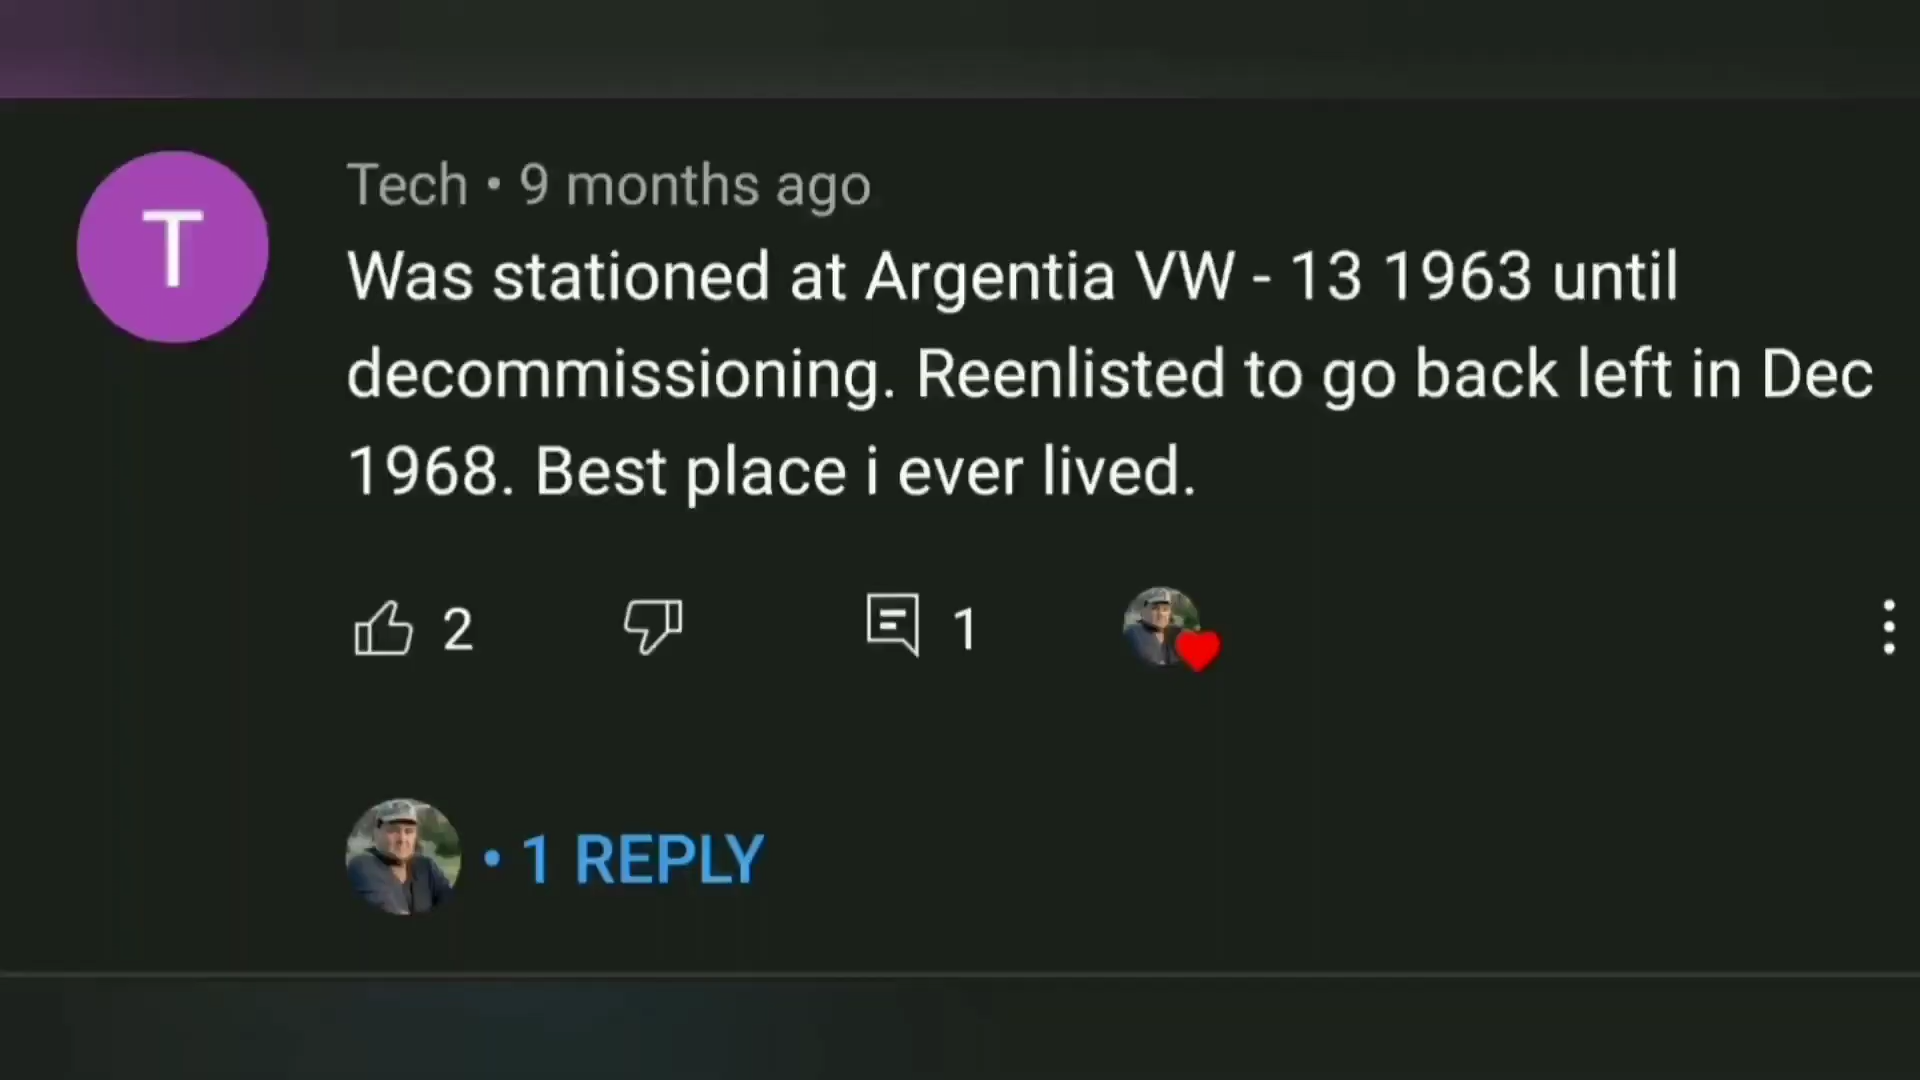 T
Tech • 9 months ago
Was stationed at Argentia VW - 13 1963 until
decommissioning. Reenlisted to go back left in Dec
1968. Best place i ever lived.
2
1
• 1 REPLY